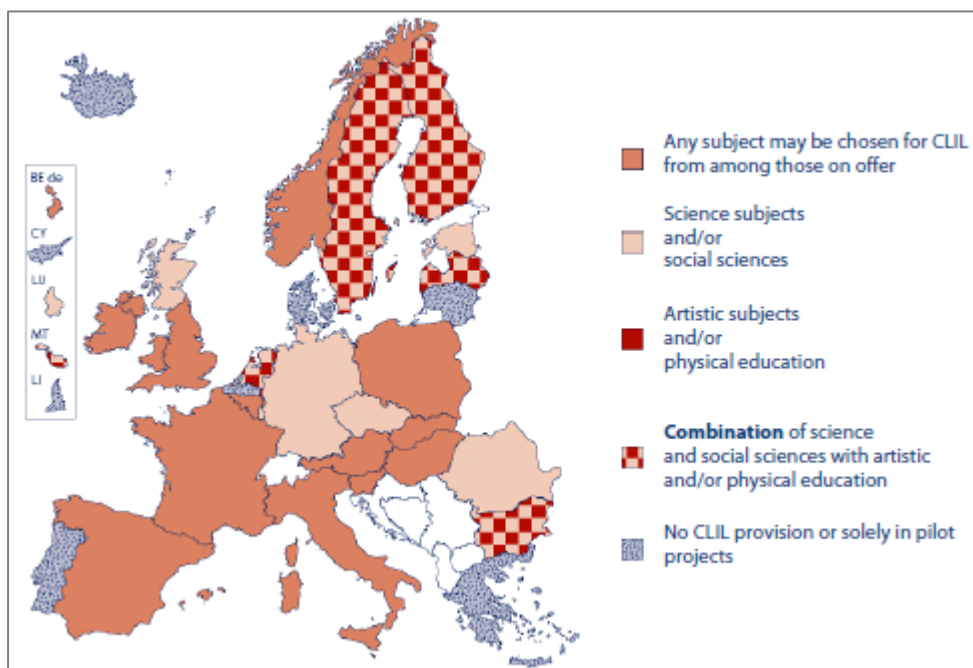 BE de
CY
LU
MT
LI
Any subject may be chosen for CLIL
from among those on offer
Science subjects
and/or
social sciences
Artistic subjects
and/or
physical education
Combination of science
and social sciences with artistic
and/or physical education
No CLIL provision or solely in pilot
projects